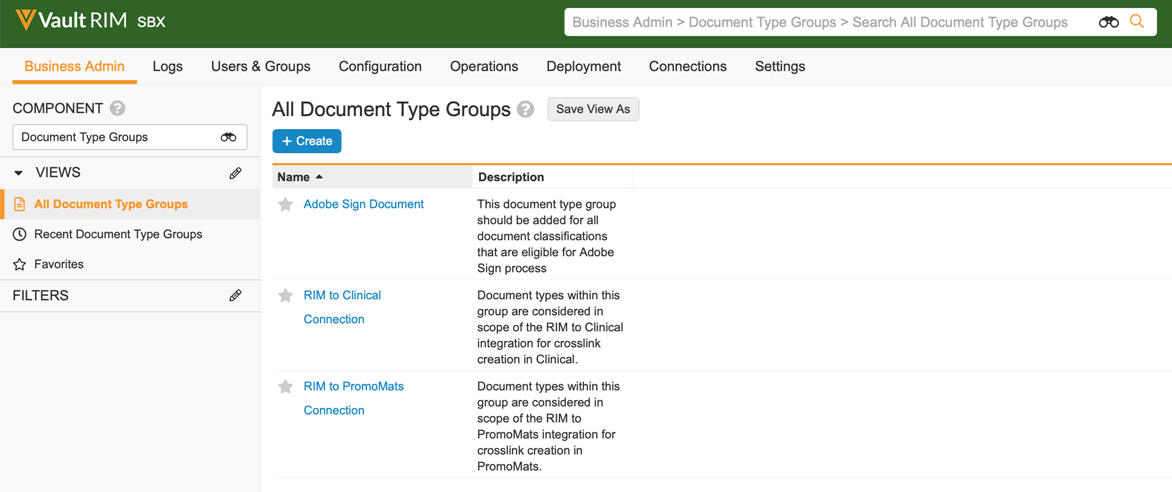 Vault RIM SBX
Business Admin > Document Type Groups > Search All Document Type Groups
Business Admin Logs Users & Groups Configuration Operations Deployment Connections Settings
COMPONENT ?
Document Type Groups
VIEWS
All Document Type Groups
Recent Document Type Groups
Favorites
FILTERS
All Document Type Groups ? Save View As
+ Create
Name Description
Adobe Sign Document
This document type group
should be added for all
document classifications
that are eligible for Adobe
Sign process
RIM to Clinical
Connection
Document types within this
group are considered in
scope of the RIM to Clinical
integration for crosslink
creation in Clinical.
RIM to PromoMats
Connection
Document types within this
group are considered in
scope of the RIM to
PromoMats integration for
crosslink creation in
PromoMats.